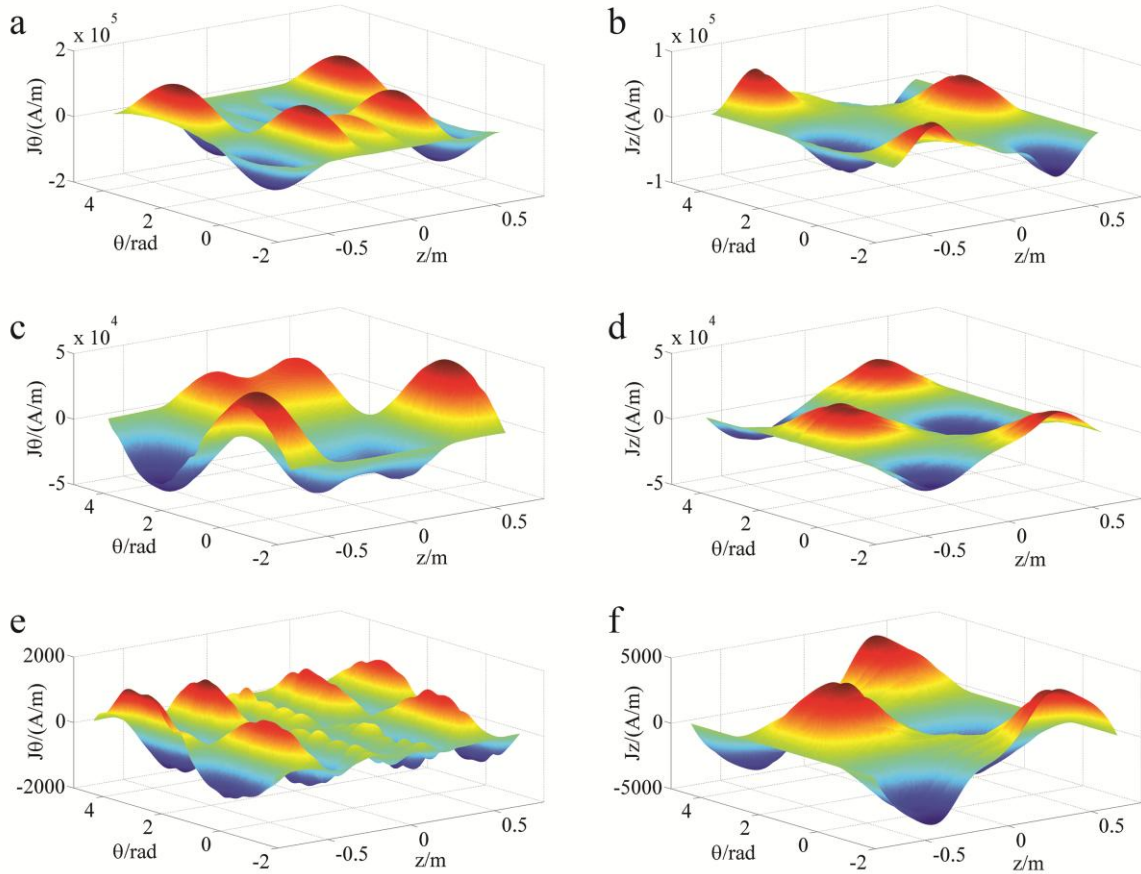 a
x 10^5
2
0
-2
Jθ/(A/m)
4
2
0
-2
θ/rad
-0.5
0
0.5
z/m
b
x 10^5
1
0
-1
Jz/(A/m)
4
2
0
-2
θ/rad
-0.5
0
0.5
z/m
c
x 10^4
5
0
-5
Jθ/(A/m)
4
2
0
-2
θ/rad
-0.5
0
0.5
z/m
d
x 10^4
5
0
-5
Jz/(A/m)
4
2
0
-2
θ/rad
-0.5
0
0.5
z/m
e
2000
0
-2000
Jθ/(A/m)
4
2
0
-2
θ/rad
-0.5
0
0.5
z/m
f
5000
0
-5000
Jz/(A/m)
4
2
0
-2
θ/rad
-0.5
0
0.5
z/m